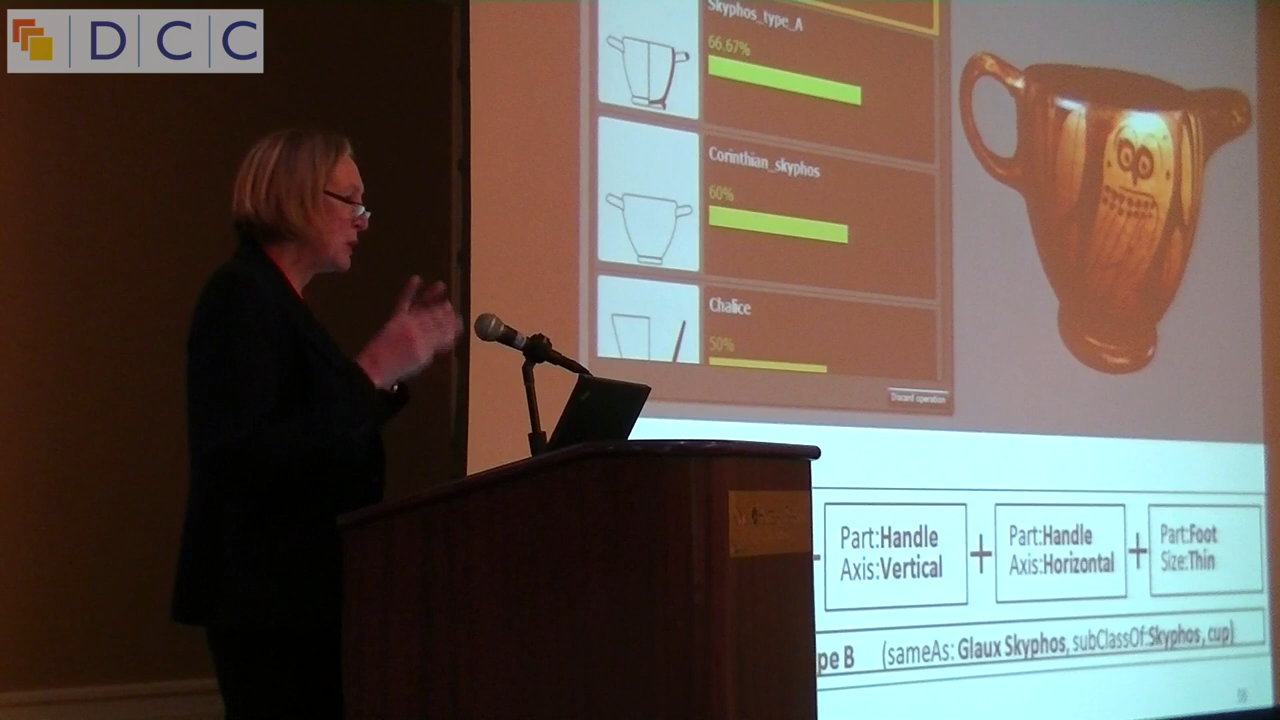 DCC
Skyphos_type_A
66.67%
Corinthian_skyphos
60%
Chalice
50%
Discard operation
Part:Handle
Axis:Vertical
+
Part:Handle
Axis:Horizontal
+
Part:Foot
Size:Thin
pe B (sameAs: Glaux Skyphos, subClassOf:Skyphos, cup)